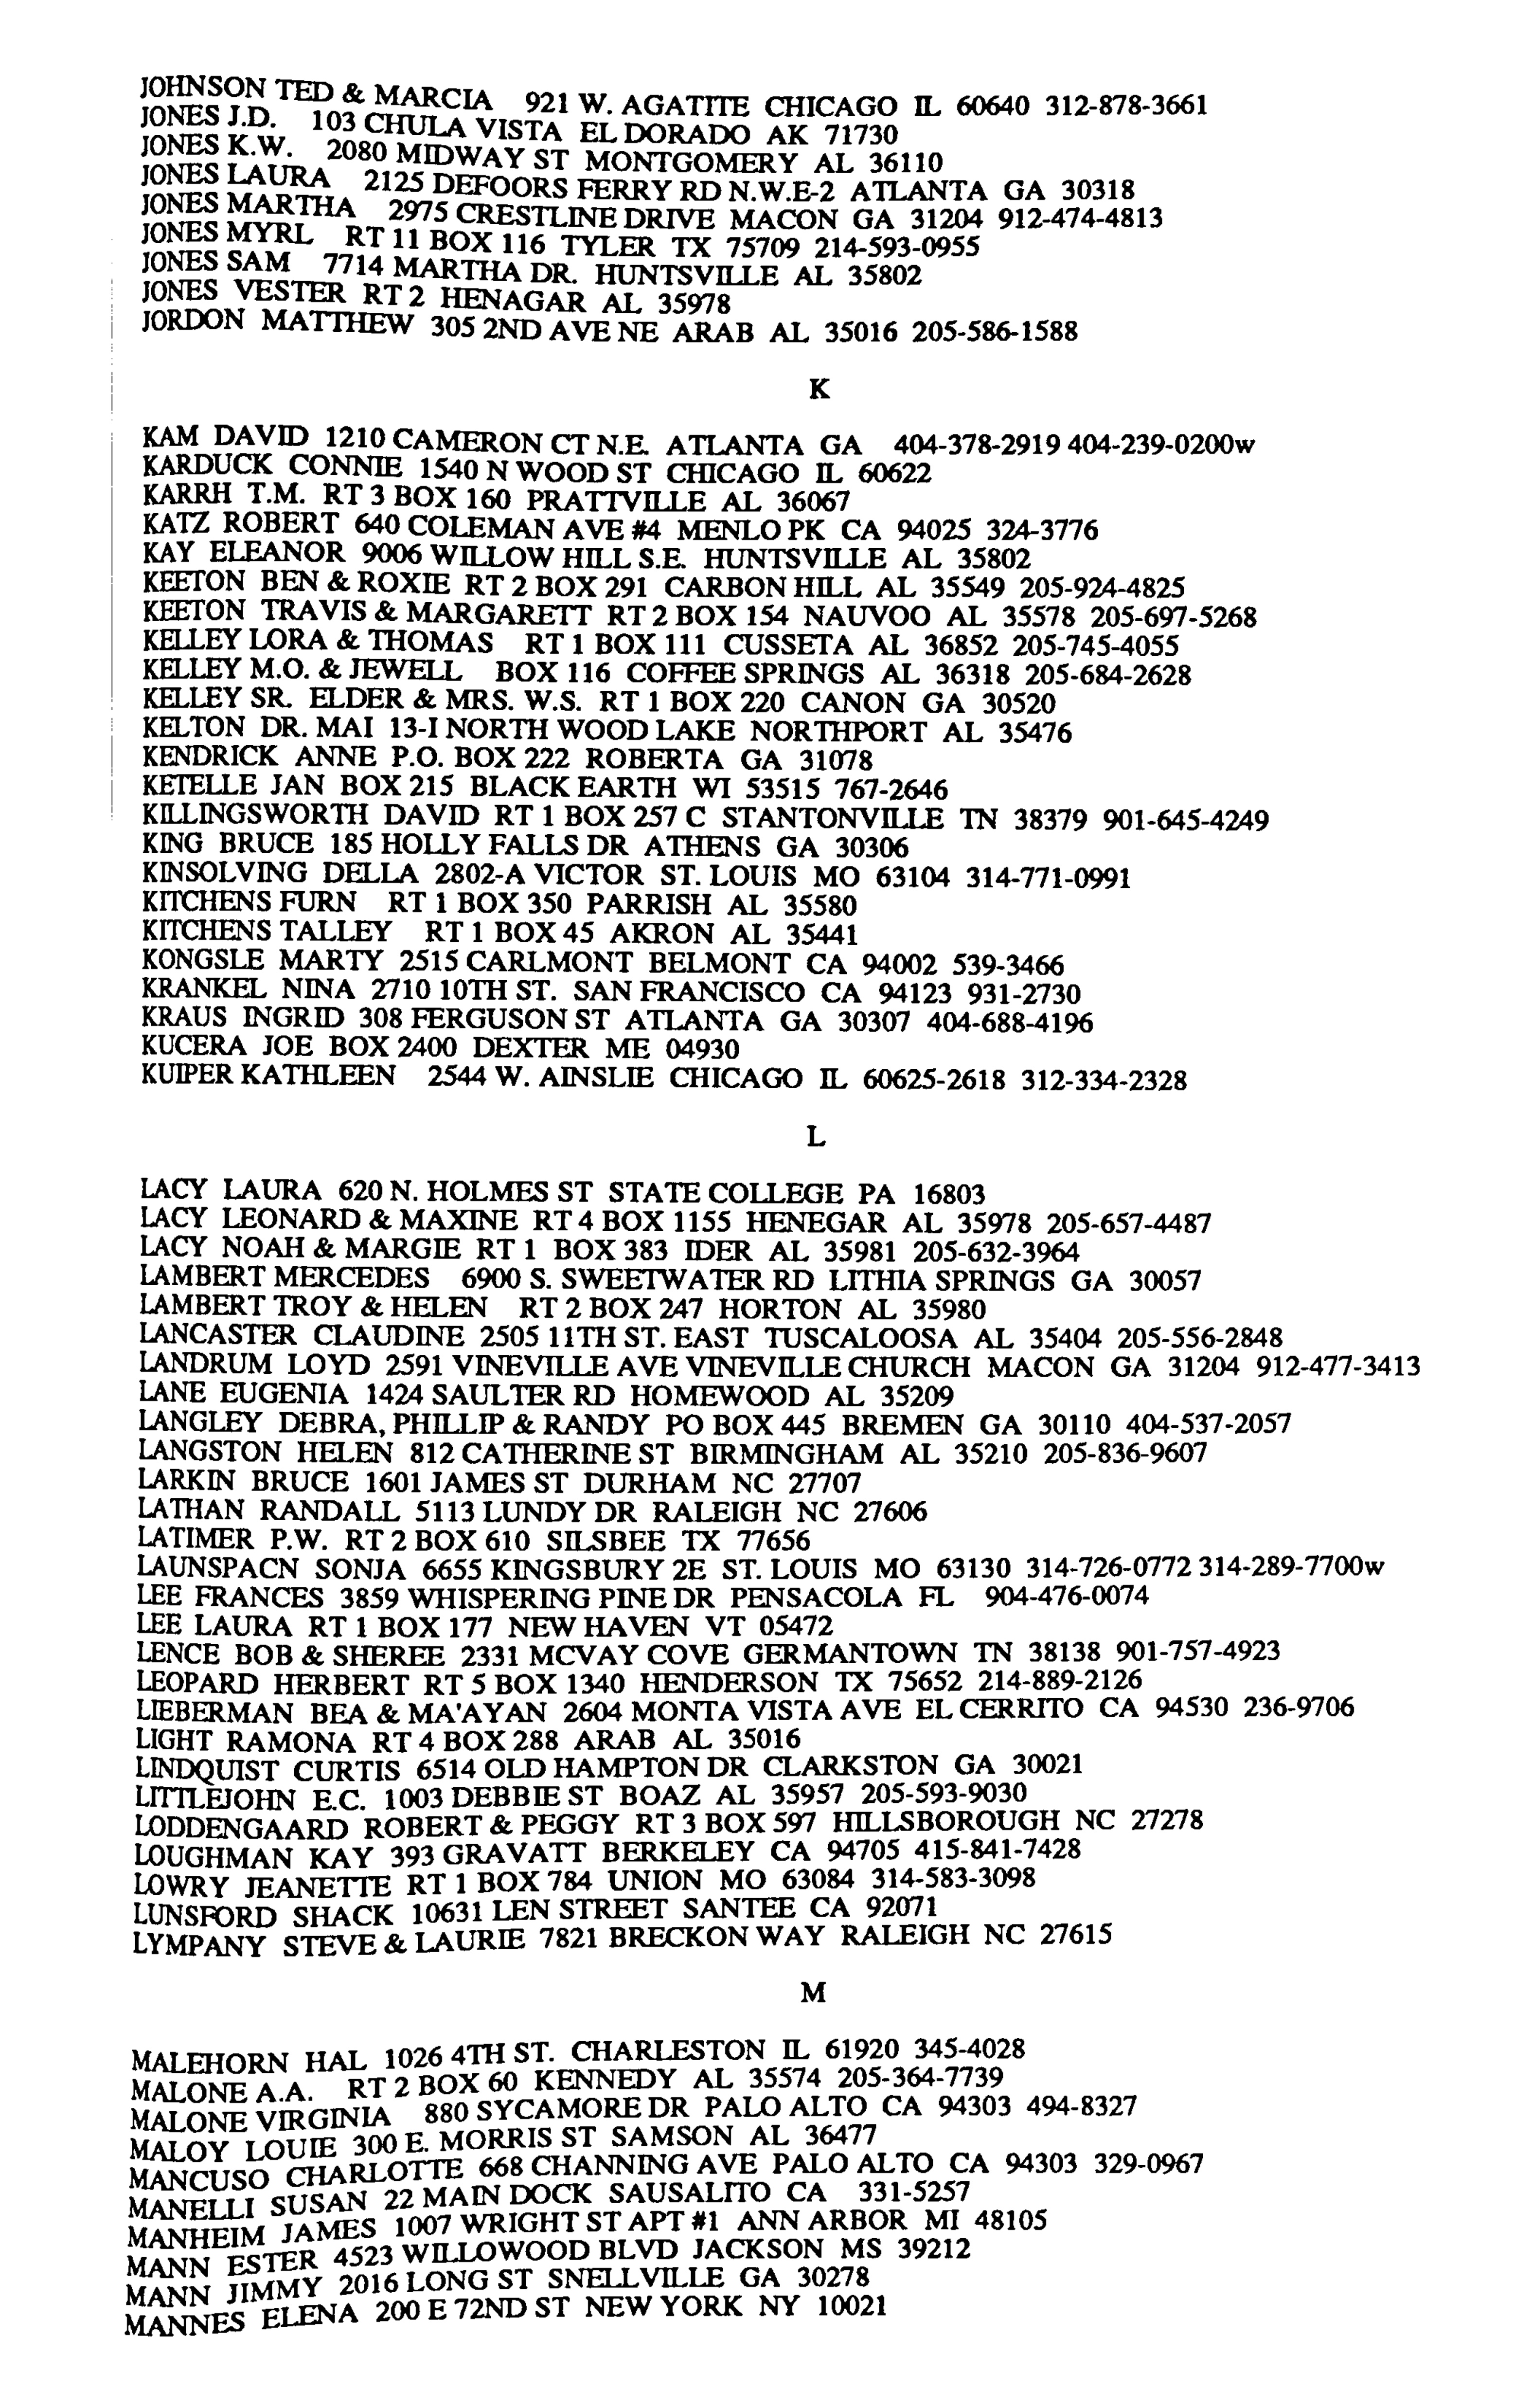 JOHNSON TED & MARCIA 921 W. AGATITE CHICAGO IL 60640 312-878-3661
JONES J.D. 103 CHULA VISTA EL DORADO AK 71730
JONES K.W. 2080 MIDWAY ST MONTGOMERY AL 36110
JONES LAURA 2125 DEFOORS FERRY RD N.W.E-2 ATLANTA GA 30318
JONES MARTHA 2975 CRESTLINE DRIVE MACON GA 31204 912-474-4813
JONES MYRL RT 11 BOX 116 TYLER TX 75709 214-593-0955
JONES SAM 7714 MARTHA DR. HUNTSVILLE AL 35802
JONES VESTER RT 2 HENAGAR AL 35978
JORDON MATTHEW 305 2ND AVE NE ARAB AL 35016 205-586-1588
K
KAM DAVID 1210 CAMERON CT N.E. ATLANTA GA 404-378-2919 404-239-0200w
KARDUCK CONNIE 1540 N WOOD ST CHICAGO IL 60622
KARRH T.M. RT 3 BOX 160 PRATTVILLE AL 36067
KATZ ROBERT 640 COLEMAN AVE #4 MENLO PK CA 94025 324-3776
KAY ELEANOR 9006 WILLOW HILL S.E. HUNTSVILLE AL 35802
KEETON BEN & ROXIE RT 2 BOX 291 CARBON HILL AL 35549 205-924-4825
KEETON TRAVIS & MARGARETT RT 2 BOX 154 NAUVOO AL 35578 205-697-5268
KELLEY LORA & THOMAS RT 1 BOX 111 CUSSETA AL 36852 205-745-4055
KELLEY M.O. & JEWELL BOX 116 COFFEE SPRINGS AL 36318 205-684-2628
KELLEY SR. ELDER & MRS. W.S. RT 1 BOX 220 CANON GA 30520
KELTON DR. MAI 13-I NORTH WOOD LAKE NORTHPORT AL 35476
KENDRICK ANNE P.O. BOX 222 ROBERTA GA 31078
KETELLE JAN BOX 215 BLACK EARTH WI 53515 767-2646
KILLINGSWORTH DAVID RT 1 BOX 257 C STANTONVILLE TN 38379 901-645-4249
KING BRUCE 185 HOLLY FALLS DR ATHENS GA 30306
KINSOLVING DELLA 2802-A VICTOR ST. LOUIS MO 63104 314-771-0991
KITCHENS FURN RT 1 BOX 350 PARRISH AL 35580
KITCHENS TALLEY RT 1 BOX 45 AKRON AL 35441
KONGSLE MARTY 2515 CARLMONT BELMONT CA 94002 539-3466
KRANKEL NINA 2710 10TH ST. SAN FRANCISCO CA 94123 931-2730
KRAUS INGRID 308 FERGUSON ST ATLANTA GA 30307 404-688-4196
KUCERA JOE BOX 2400 DEXTER ME 04930
KUIPER KATHLEEN 2544 W. AINSLIE CHICAGO IL 60625-2618 312-334-2328
L
LACY LAURA 620 N. HOLMES ST STATE COLLEGE PA 16803
LACY LEONARD & MAXINE RT 4 BOX 1155 HENEGAR AL 35978 205-657-4487
LACY NOAH & MARGIE RT 1 BOX 383 IDER AL 35981 205-632-3964
LAMBERT MERCEDES 6900 S. SWEETWATER RD LITHIA SPRINGS GA 30057
LAMBERT TROY & HELEN RT 2 BOX 247 HORTON AL 35980
LANCASTER CLAUDINE 2505 11TH ST. EAST TUSCALOOSA AL 35404 205-556-2848
LANDRUM LOYD 2591 VINEVILLE AVE VINEVILLE CHURCH MACON GA 31204 912-477-3413
LANE EUGENIA 1424 SAULTER RD HOMEWOOD AL 35209
LANGLEY DEBRA, PHILLIP & RANDY PO BOX 445 BREMEN GA 30110 404-537-2057
LANGSTON HELEN 812 CATHERINE ST BIRMINGHAM AL 35210 205-836-9607
LARKIN BRUCE 1601 JAMES ST DURHAM NC 27707
LATHAN RANDALL 5113 LUNDY DR RALEIGH NC 27606
LATIMER P.W. RT 2 BOX 610 SILSBEE TX 77656
LAUNSPACN SONJA 6655 KINGSBURY 2E ST. LOUIS MO 63130 314-726-0772 314-289-7700w
LEE FRANCES 3859 WHISPERING PINE DR PENSACOLA FL 904-476-0074
LEE LAURA RT 1 BOX 177 NEW HAVEN VT 05472
LENCE BOB & SHEREE 2331 MCVAY COVE GERMANTOWN TN 38138 901-757-4923
LEOPARD HERBERT RT 5 BOX 1340 HENDERSON TX 75652 214-889-2126
LIEBERMAN BEA & MA'AYAN 2604 MONTA VISTA AVE EL CERRITO CA 94530 236-9706
LIGHT RAMONA RT 4 BOX 288 ARAB AL 35016
LINDQUIST CURTIS 6514 OLD HAMPTON DR CLARKSTON GA 30021
LITTLEJOHN E.C. 1003 DEBBIE ST BOAZ AL 35957 205-593-9030
LODDENGAARD ROBERT & PEGGY RT 3 BOX 597 HILLSBOROUGH NC 27278
LOUGHMAN KAY 393 GRAVATT BERKELEY CA 94705 415-841-7428
LOWRY JEANETTE RT 1 BOX 784 UNION MO 63084 314-583-3098
LUNSFORD SHACK 10631 LEN STREET SANTEE CA 92071
LYMPANY STEVE & LAURIE 7821 BRECKON WAY RALEIGH NC 27615
M
MALEHORN HAL 1026 4TH ST. CHARLESTON IL 61920 345-4028
MALONE A.A. RT 2 BOX 60 KENNEDY AL 35574 205-364-7739
MALONE VIRGINIA 880 SYCAMORE DR PALO ALTO CA 94303 494-8327
MALOY LOUIE 300 E. MORRIS ST SAMSON AL 36477
MANCUSO CHARLOTTE 668 CHANNING AVE PALO ALTO CA 94303 329-0967
MANELLI SUSAN 22 MAIN DOCK SAUSALITO CA 331-5257
MANHEIM JAMES 1007 WRIGHT ST APT #1 ANN ARBOR MI 48105
MANN ESTER 4523 WILLOWOOD BLVD JACKSON MS 39212
MANN JIMMY 2016 LONG ST SNELLVILLE GA 30278
MANNES ELENA 200 E 72ND ST NEW YORK NY 10021